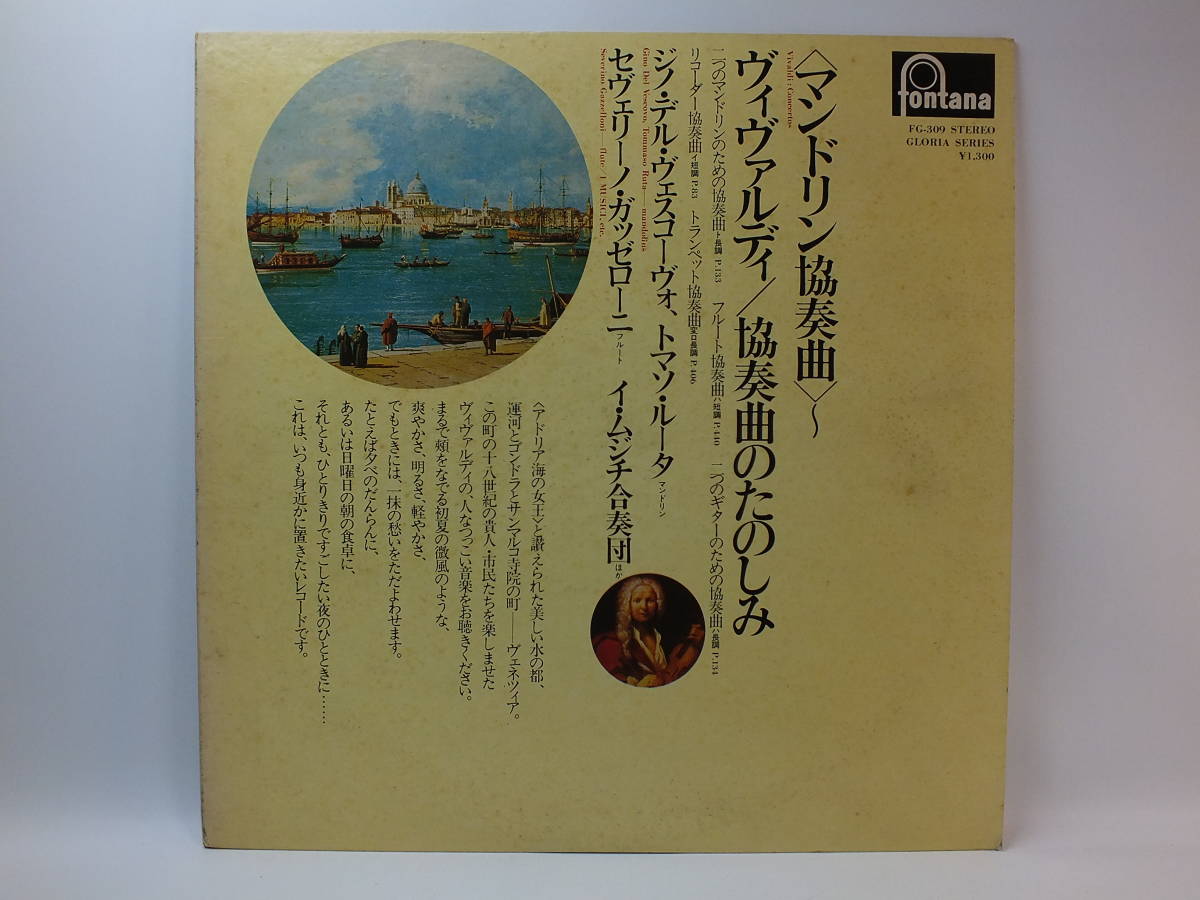 fontana
FG-309 STEREO
GLORIA SERIES
¥1,300
〈マンドリン協奏曲〉〜
Vivaldi : Concertos
ヴィヴァルディ/協奏曲のたのしみ
二つのマンドリンのための協奏曲ト長調 P.133 フルート協奏曲ハ短調 P.440 二つのギターのための協奏曲ハ長調 P.134
リコーダー協奏曲イ短調 P.83 トランペット協奏曲変ロ長調 P.406
ジノ・デル・ヴェスコーヴォ、トマソ・ルータ マンドリン
Gino Del Vescovo, Tommaso Ruta—mandolins
セヴェリーノ・ガッゼローニ フルート イ・ムジチ合奏団 ほか
Severino Gazzelloni—flute / I MUSICI, etc.
〈アドリア海の女王〉と讃えられた美しい水の都、
運河とゴンドラとサンマルコ寺院の町——ヴェネツィア。
この町の十八世紀の貴人・市民たちを楽しませた
ヴィヴァルディの、人なつっこい音楽をお聴きください。
まるで頬をなでる初夏の微風のような、
爽やかさ、明るさ、軽やかさ、
でもときには、一抹の愁いをただよわせます。
たとえば夕べのだんらんに、
あるいは日曜日の朝の食卓に、
それとも、ひとりきりですごしたい夜のひとときに……
これは、いつも身近かに置きたいレコードです。